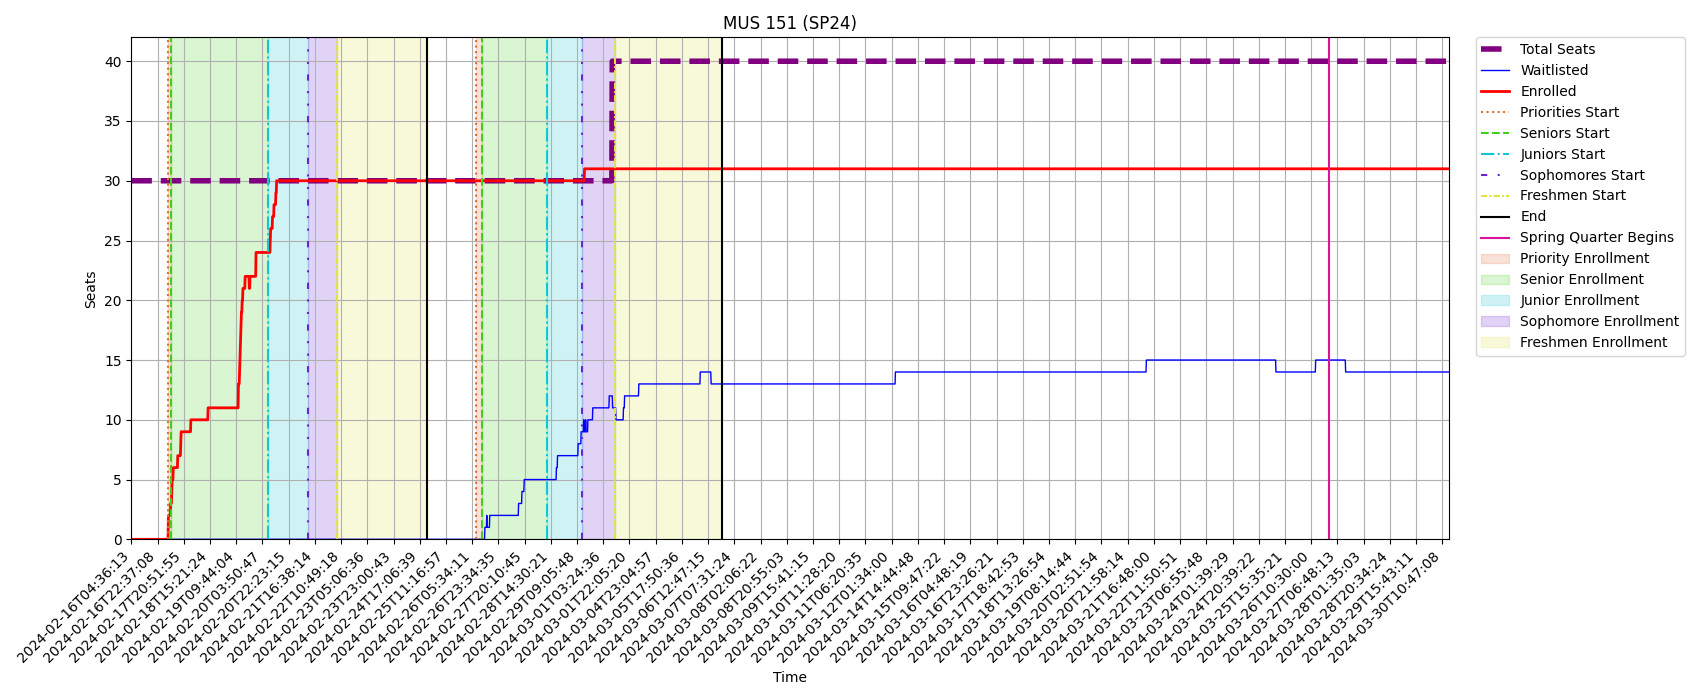 MUS 151 (SP24)
Seats
40
35
30
25
20
15
10
5
0
2024-02-16T04:36:13
2024-02-16T22:37:08
2024-02-17T20:51:55
2024-02-18T15:21:24
2024-02-19T09:44:04
2024-02-20T03:50:47
2024-02-20T22:23:15
2024-02-21T16:38:14
2024-02-22T10:49:18
2024-02-23T05:06:36
2024-02-23T23:00:43
2024-02-24T17:06:39
2024-02-25T11:16:57
2024-02-26T05:34:11
2024-02-26T23:34:35
2024-02-27T20:10:45
2024-02-28T14:30:21
2024-02-29T09:05:48
2024-03-01T03:24:36
2024-03-01T22:05:20
2024-03-04T23:04:57
2024-03-05T17:50:36
2024-03-06T12:47:15
2024-03-07T07:31:24
2024-03-08T02:06:22
2024-03-08T20:55:03
2024-03-09T15:41:15
2024-03-10T11:28:20
2024-03-11T06:20:35
2024-03-12T01:34:00
2024-03-14T14:44:48
2024-03-15T09:47:22
2024-03-16T04:48:19
2024-03-16T23:26:21
2024-03-17T18:42:53
2024-03-18T13:26:54
2024-03-19T08:14:44
2024-03-20T02:51:54
2024-03-20T21:58:14
2024-03-21T16:48:00
2024-03-22T11:50:51
2024-03-23T06:55:48
2024-03-24T01:39:29
2024-03-24T20:39:22
2024-03-25T15:35:21
2024-03-26T10:30:00
2024-03-27T06:48:13
2024-03-28T01:35:03
2024-03-28T20:34:24
2024-03-29T15:43:11
2024-03-30T10:47:08
Time
Total Seats
Waitlisted
Enrolled
Priorities Start
Seniors Start
Juniors Start
Sophomores Start
Freshmen Start
End
Spring Quarter Begins
Priority Enrollment
Senior Enrollment
Junior Enrollment
Sophomore Enrollment
Freshmen Enrollment